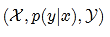 (𝒳, p(y|x), 𝒴)